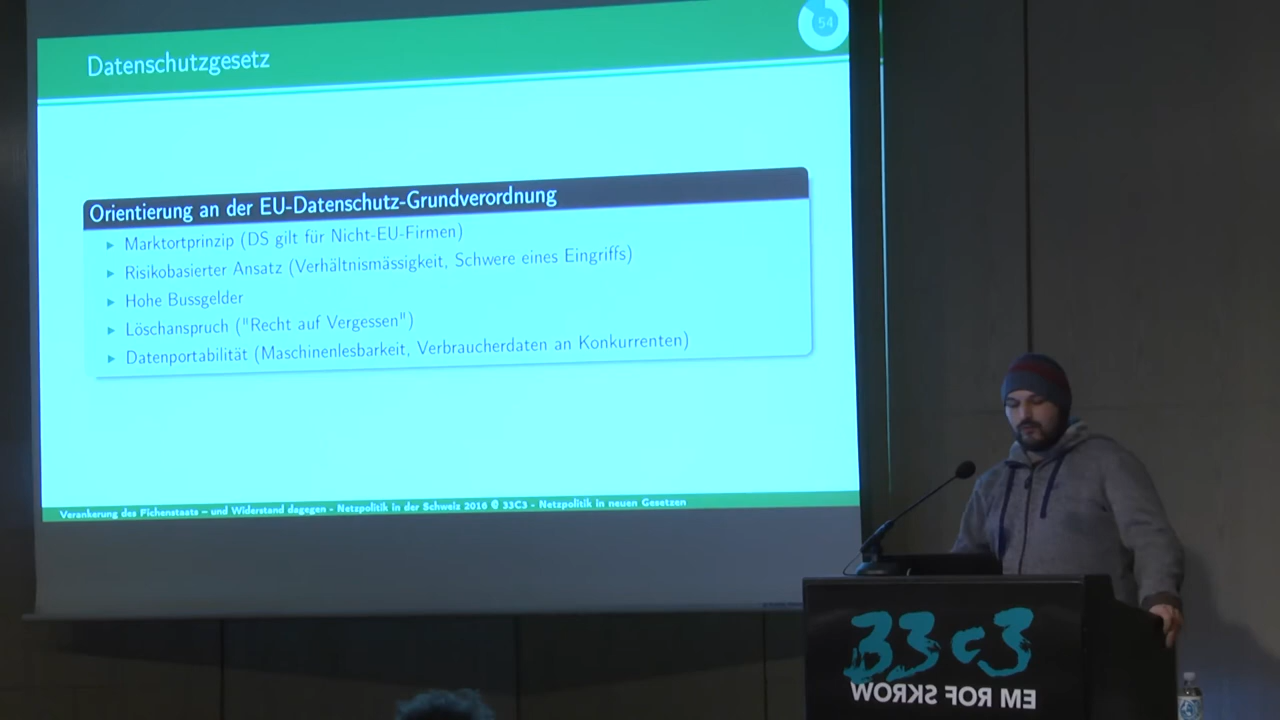 Datenschutzgesetz
54
Orientierung an der EU-Datenschutz-Grundverordnung
Marktortprinzip (DS gilt für Nicht-EU-Firmen)
Risikobasierter Ansatz (Verhältnismässigkeit, Schwere eines Eingriffs)
Hohe Bussgelder
Löschanspruch ("Recht auf Vergessen")
Datenportabilität (Maschinenlesbarkeit, Verbraucherdaten an Konkurrenten)
Verankerung des Fichenstaats – und Widerstand dagegen - Netzpolitik in der Schweiz 2016 @ 33C3 - Netzpolitik in neuen Gesetzen
33c3
WORKS FOR ME